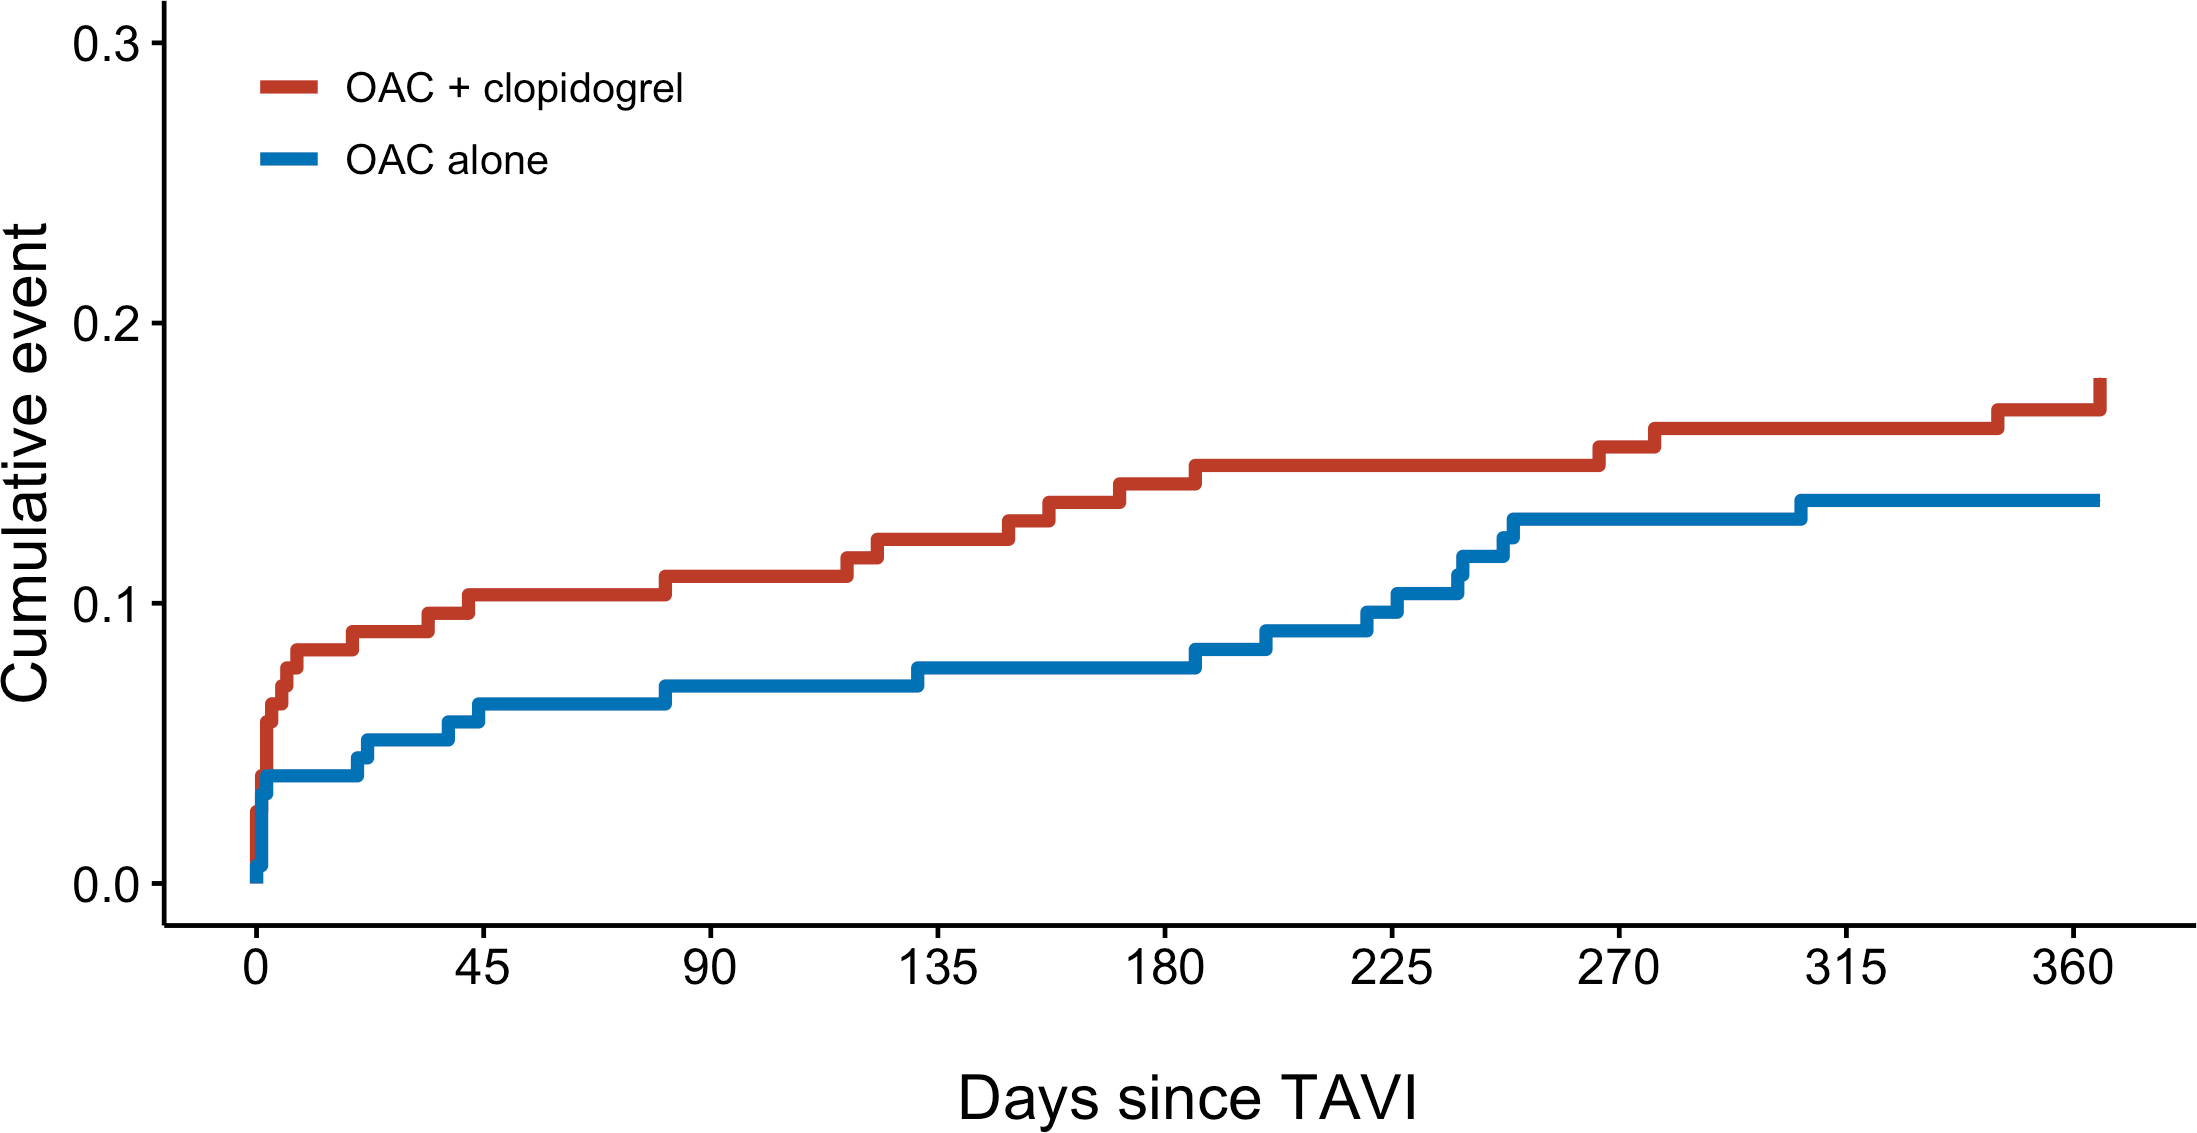 0.3
OAC + clopidogrel
OAC alone
0.2
Cumulative event
0.1
0.0
0 45 90 135 180 225 270 315 360
Days since TAVI